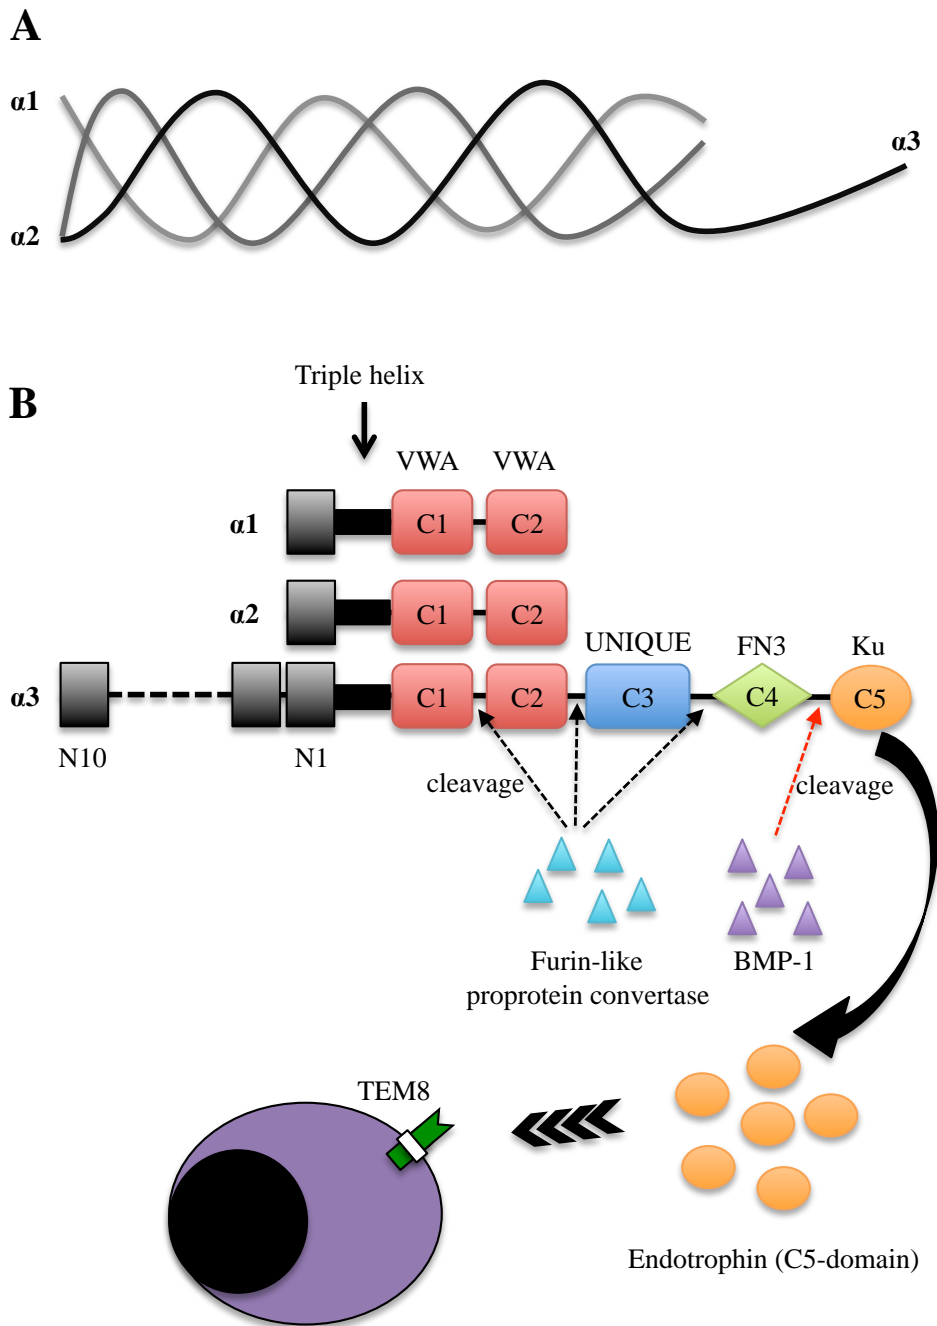 A
α1
α3
α2
Triple helix
B
VWA VWA
α1 C1 C2
α2 C1 C2
UNIQUE FN3 Ku
α3 C1 C2 C3 C4 C5
N10 N1
cleavage cleavage
Furin-like
proprotein convertase
BMP-1
TEM8
Endotrophin (C5-domain)